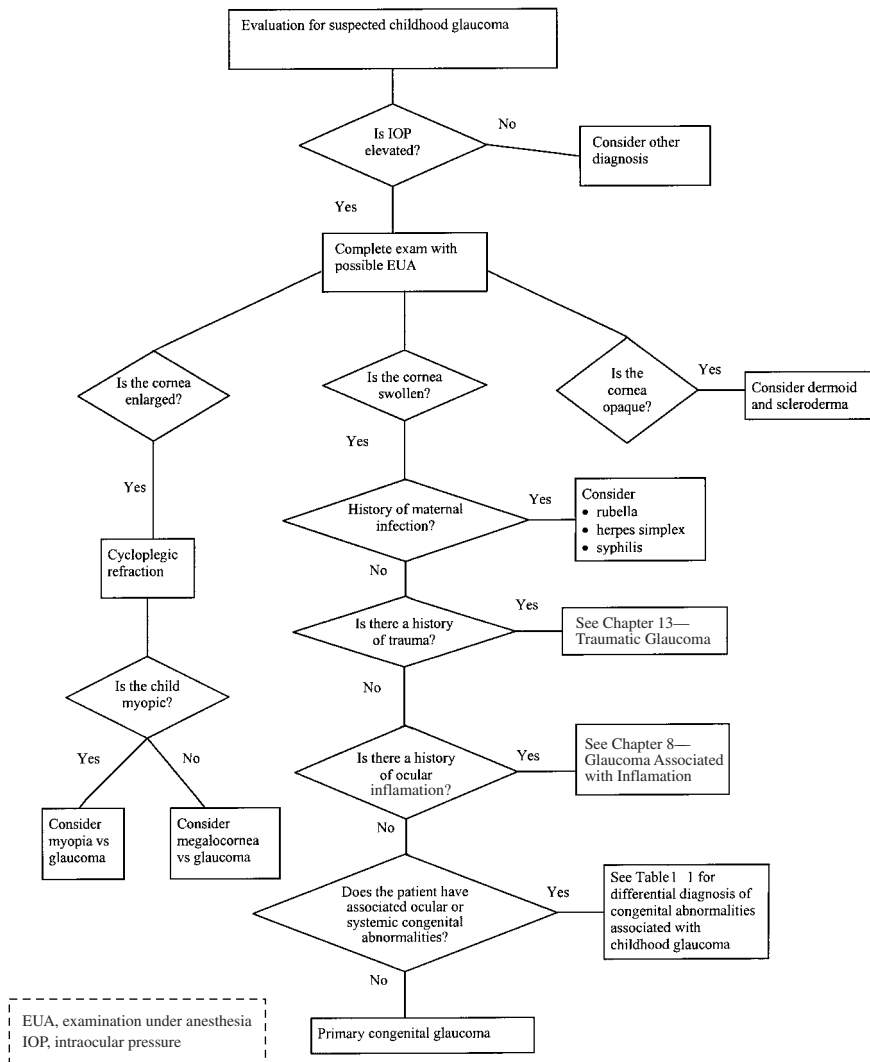 Evaluation for suspected childhood glaucoma
Is IOP
elevated?
No
Consider other
diagnosis
Yes
Complete exam with
possible EUA
Is the cornea
enlarged?
Is the cornea
swollen?
Is the
cornea
opaque?
Yes
Consider dermoid
and scleroderma
Yes
Yes
History of maternal
infection?
Yes
Consider
• rubella
• herpes simplex
• syphilis
Cycloplegic
refraction
No
Is there a history
of trauma?
Yes
See Chapter 13—
Traumatic Glaucoma
Is the child
myopic?
No
Yes
No
Is there a history
of ocular
inflamation?
Yes
See Chapter 8—
Glaucoma Associated
with Inflamation
Consider
myopia vs
glaucoma
Consider
megalocornea
vs glaucoma
No
Does the patient have
associated ocular or
systemic congenital
abnormalities?
Yes
See Table 1 1 for
differential diagnosis of
congenital abnormalities
associated with
childhood glaucoma
No
Primary congenital glaucoma
EUA, examination under anesthesia
IOP, intraocular pressure